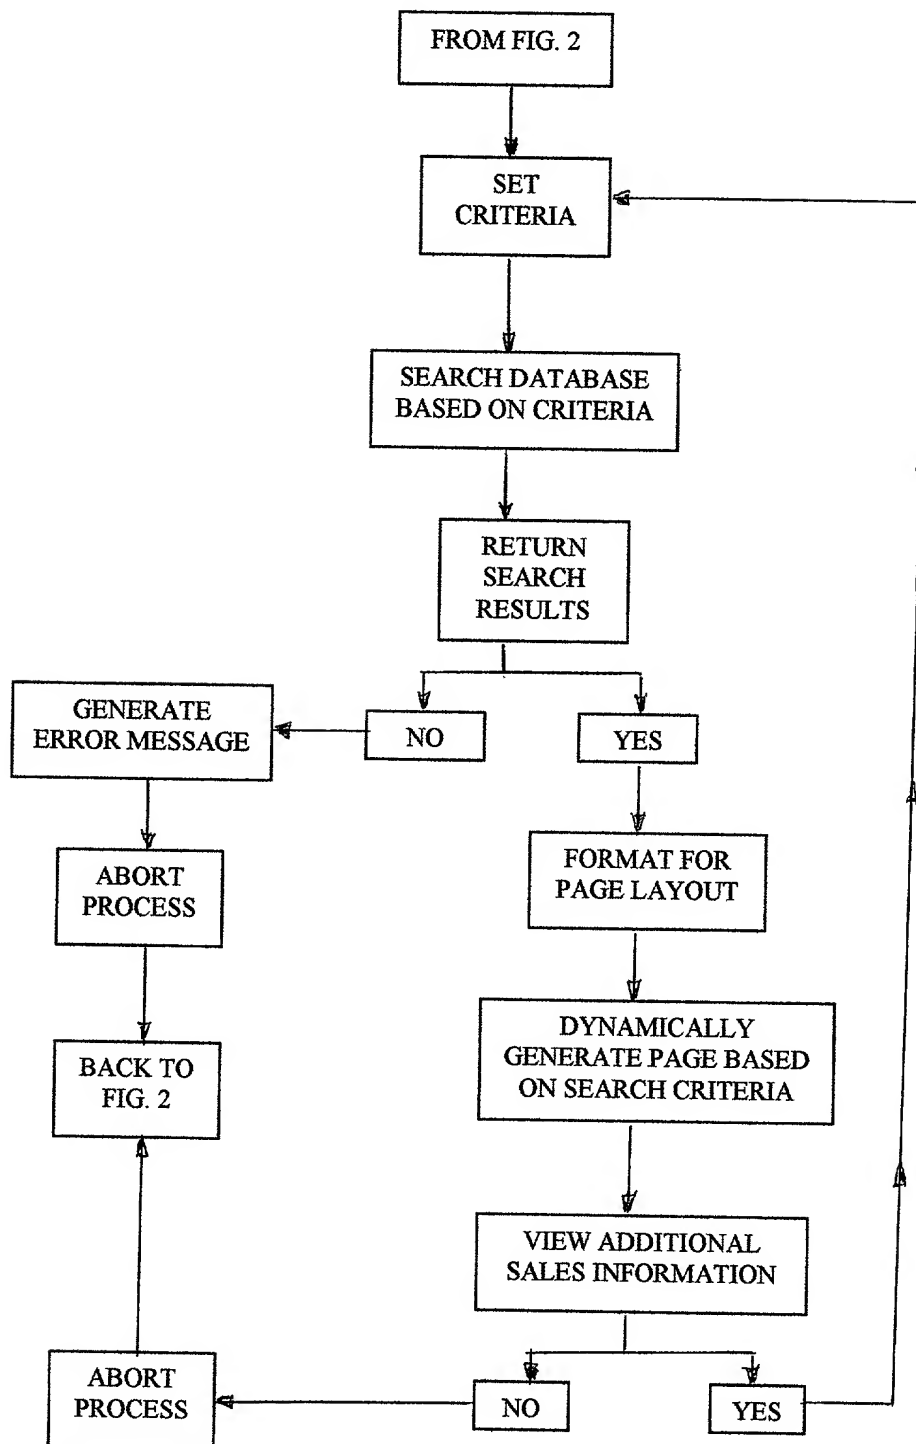 FROM FIG. 2
SET
CRITERIA
SEARCH DATABASE
BASED ON CRITERIA
RETURN
SEARCH
RESULTS
GENERATE
ERROR MESSAGE
NO
YES
ABORT
PROCESS
FORMAT FOR
PAGE LAYOUT
BACK TO
FIG. 2
DYNAMICALLY
GENERATE PAGE BASED
ON SEARCH CRITERIA
VIEW ADDITIONAL
SALES INFORMATION
ABORT
PROCESS
NO
YES